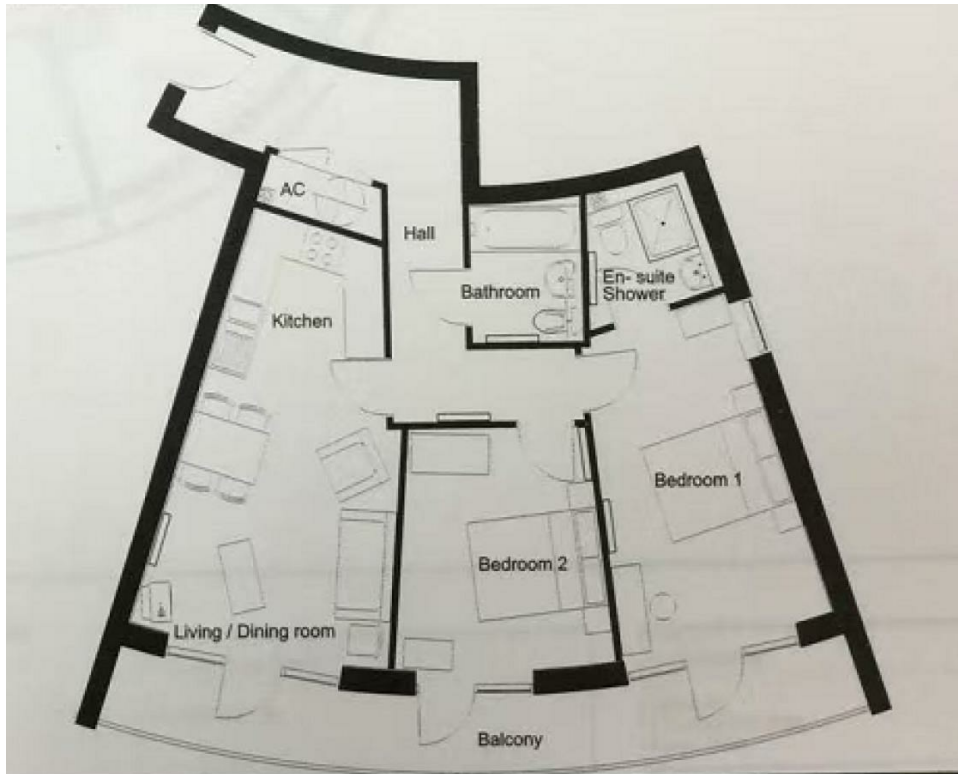 AC
Hall
Bathroom
En- suite
Shower
Kitchen
Bedroom 1
Bedroom 2
Living / Dining room
Balcony